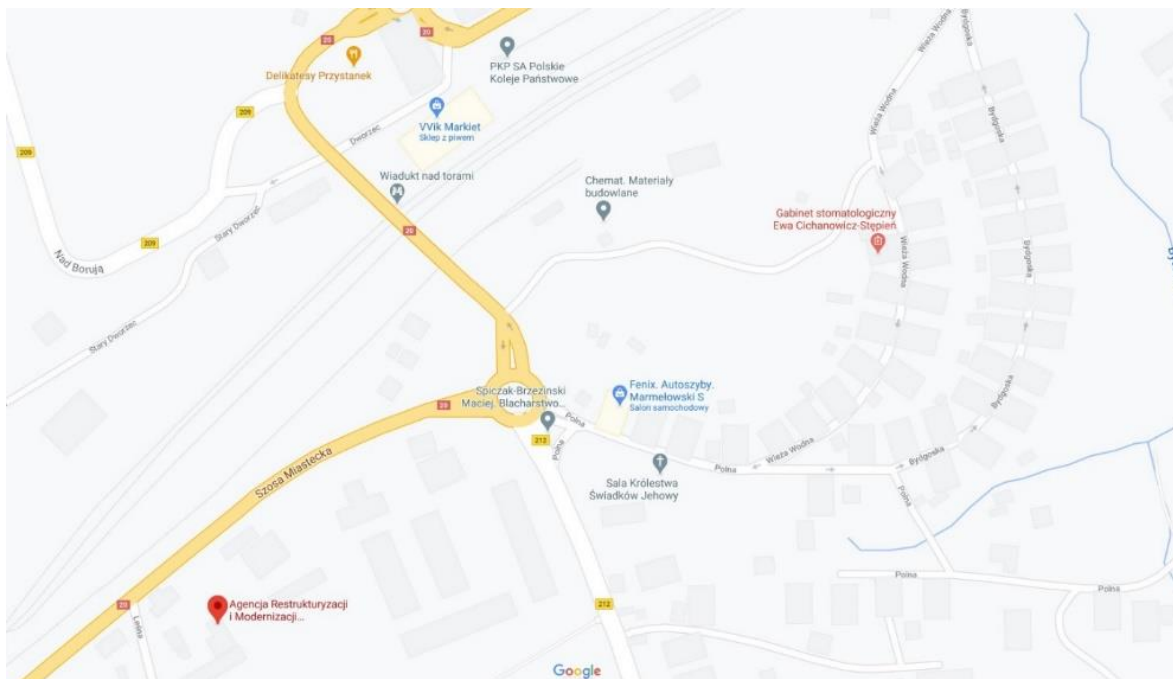 20
20
PKP SA Polskie
Koleje Państwowe
Delikatesy Przystanek
Wieża Wodna
Bydgoska
VVik Markiet
Sklep z piwem
209
209
Dworzec
Wieża Wodna
Bydgoska
Wiadukt nad torami
Chemat. Materiały
budowlane
Stary Dworzec
20
Gabinet stomatologiczny
Ewa Cichanowicz-Stępień
209
Nad Borują
Wieża Wodna
Bydgoska
Stary Dworzec
Bydgoska
Spiczak-Brzezinski
Maciej. Blacharstwo...
Fenix. Autoszyby.
Marmełowski S
Salon samochodowy
20
Polna
212
Polna
Wieża Wodna
Bydgoska
Szosa Miastecka
Polna
Sala Królestwa
Świadków Jehowy
Polna
Polna
Polna
20
Leśna
Agencja Restrukturyzacji
i Modernizacji...
212
Google